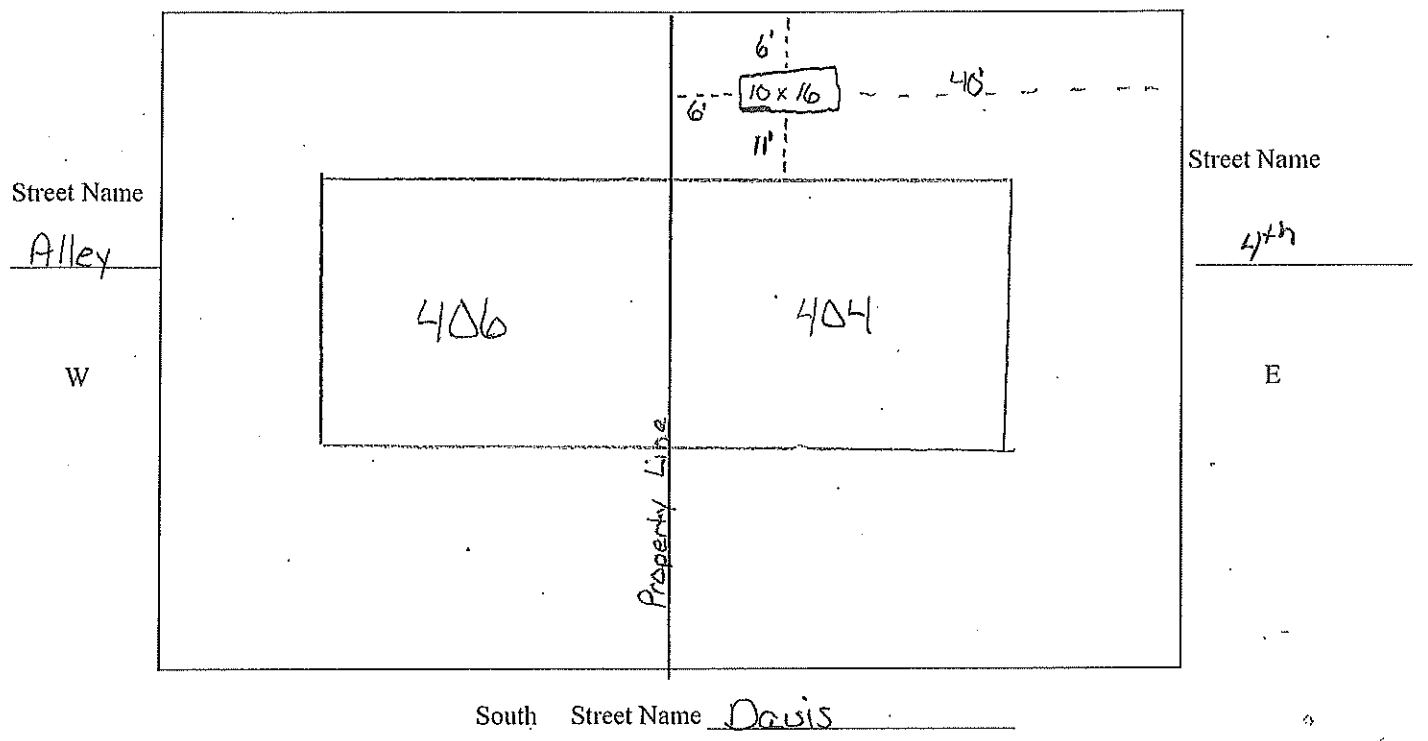 6'
10 x 16
6'
40'
11'
Street Name
Street Name
Alley
4th
406
404
W
E
Property Line
South Street Name Davis